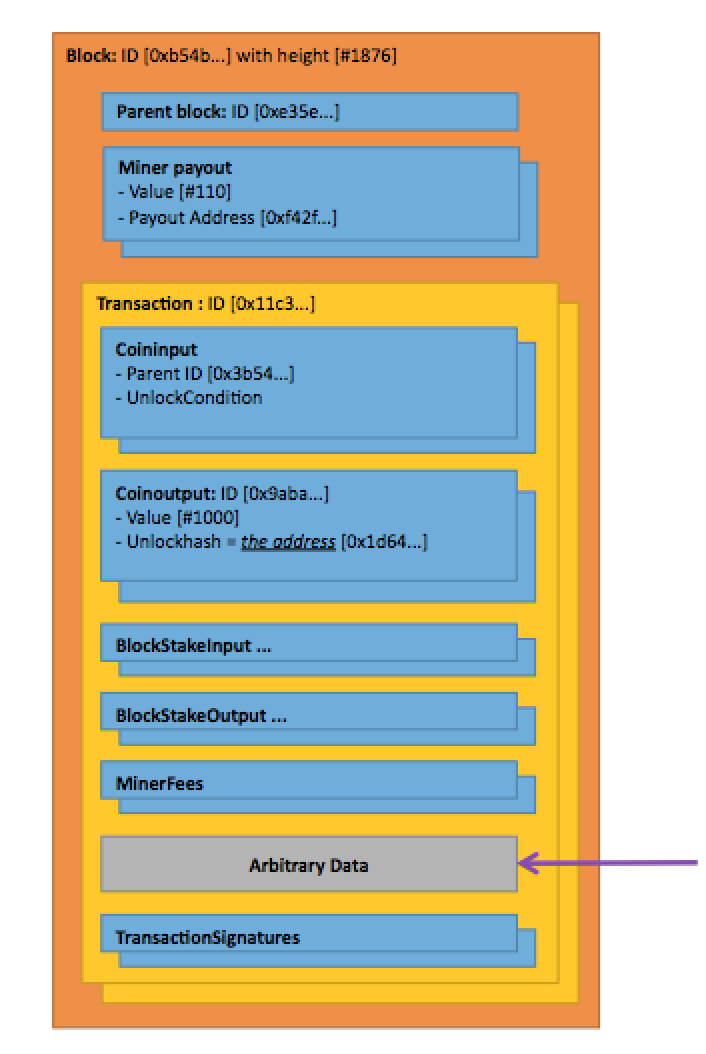 Block: ID [0xb54b...] with height [#1876]
Parent block: ID [0xe35e...]
Miner payout
- Value [#110]
- Payout Address [0xf42f...]
Transaction : ID [0x11c3...]
Coininput
- Parent ID [0x3b54...]
- UnlockCondition
Coinoutput: ID [0x9aba...]
- Value [#1000]
- Unlockhash = the address [0x1d64...]
BlockStakeInput ...
BlockStakeOutput ...
MinerFees
Arbitrary Data
TransactionSignatures